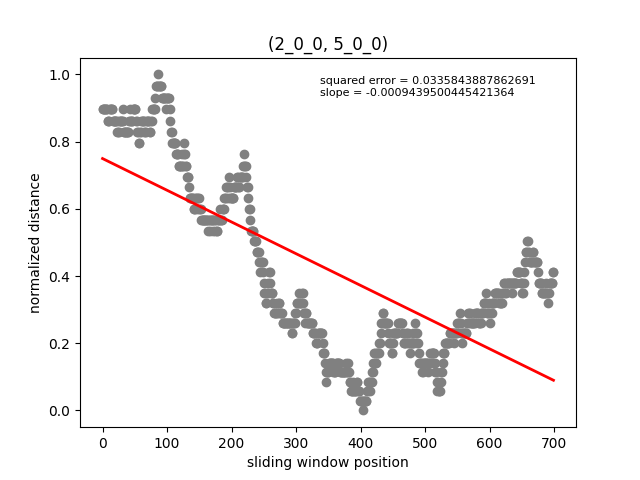 (2_0_0, 5_0_0)
squared error = 0.0335843887862691
slope = -0.0009439500445421364
normalized distance
1.0
0.8
0.6
0.4
0.2
0.0
0 100 200 300 400 500 600 700
sliding window position